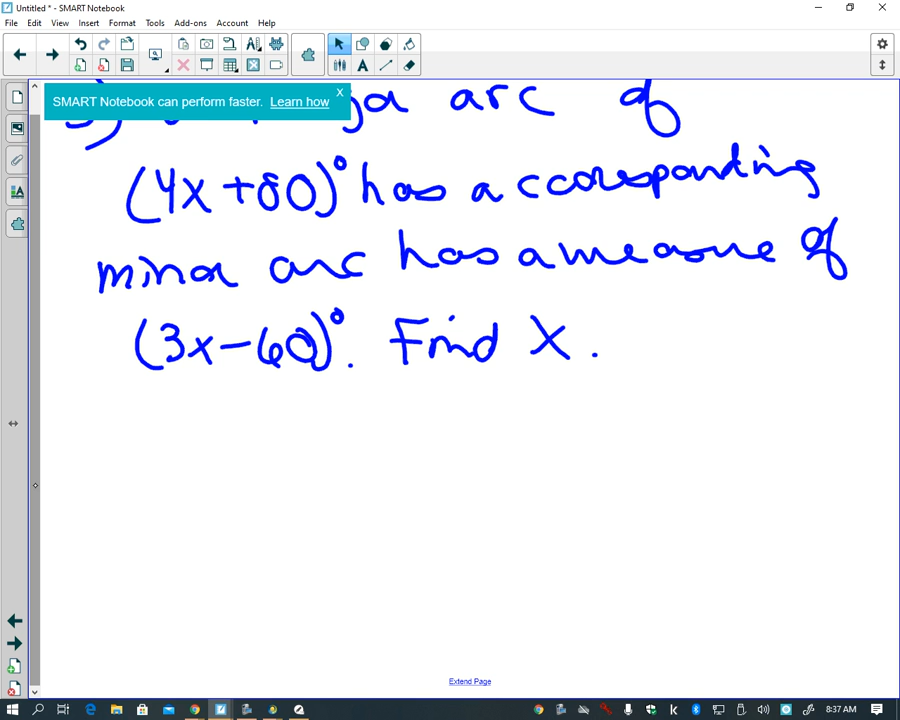 Untitled * - SMART Notebook
File Edit View Insert Format Tools Add-ons Account Help
SMART Notebook can perform faster. Learn how X
arc of
(4x+80)° has a ccorosponding
minor arc has a measure of
(3x-60)°. Find X.
Extend Page
8:37 AM